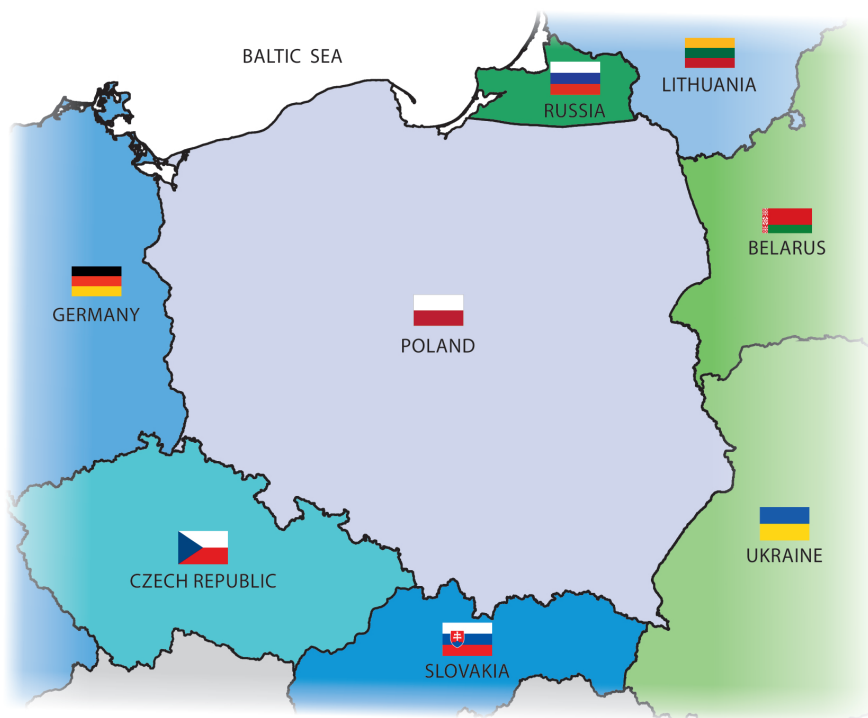 BALTIC SEA
LITHUANIA
RUSSIA
BELARUS
GERMANY
POLAND
UKRAINE
CZECH REPUBLIC
SLOVAKIA